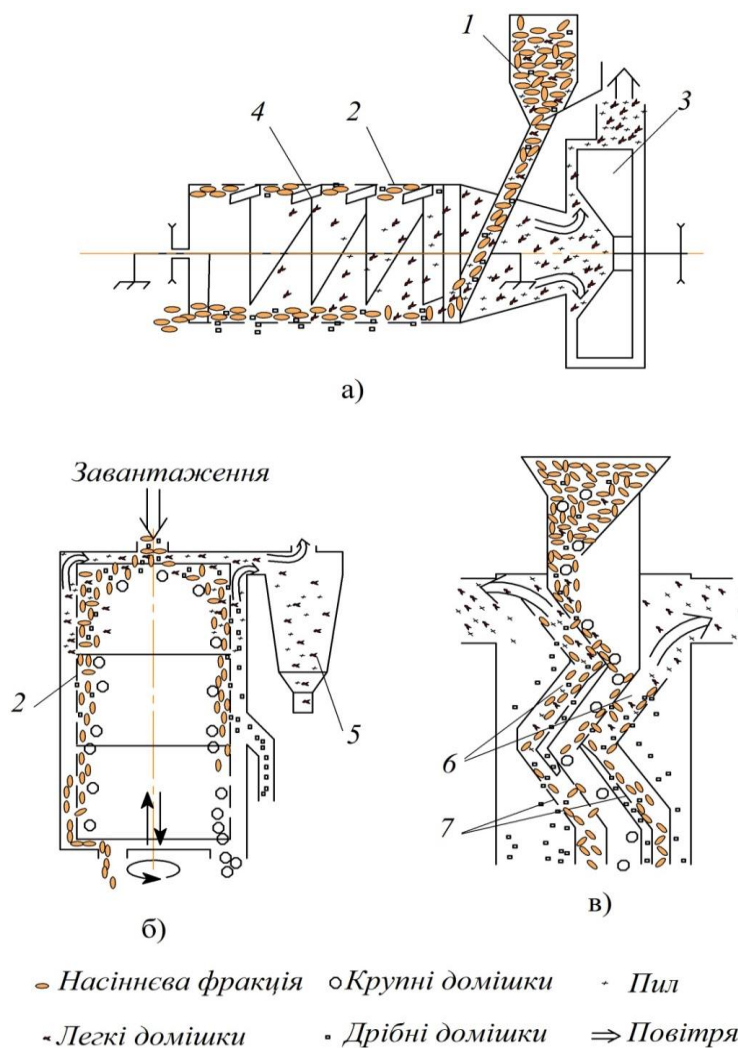 1
4
2
3
а)
Завантаження
2
5
б)
6
7
в)
Насіннєва фракція
Крупні домішки
Пил
Легкі домішки
Дрібні домішки
Повітря